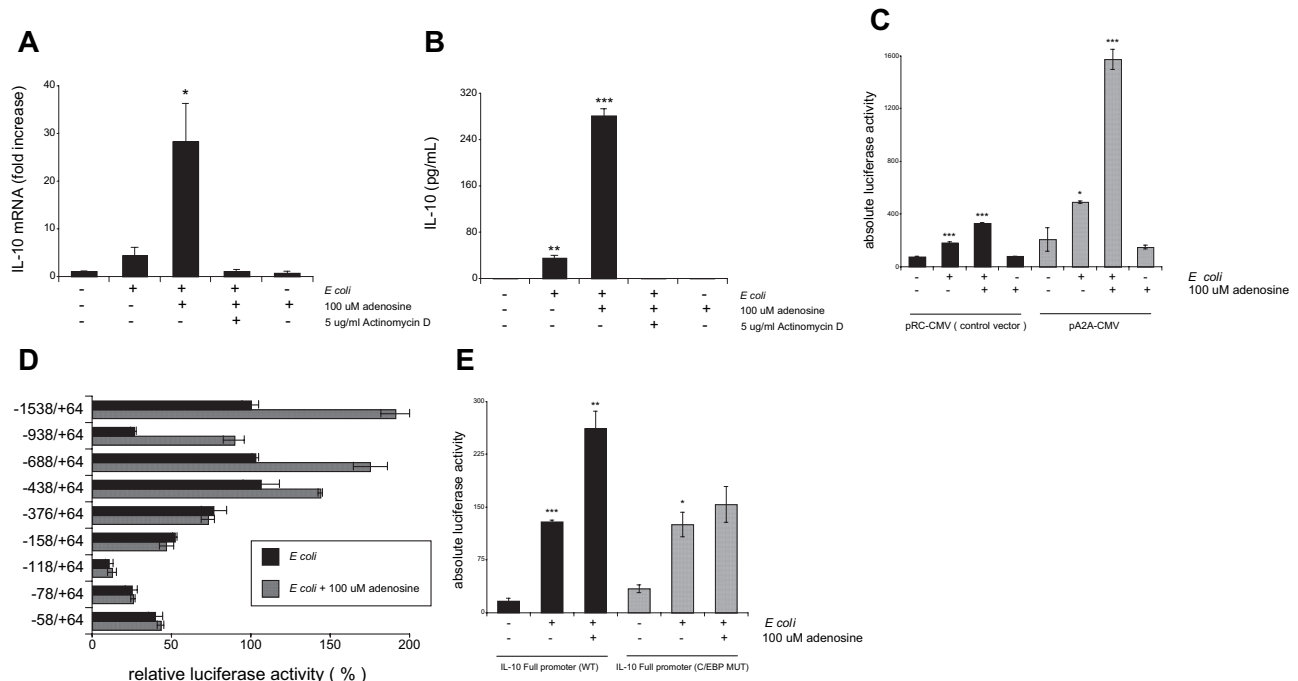 A
IL-10 mRNA (fold increase)
40
30
20
10
0
*
- + + + - E coli
- - + + + 100 uM adenosine
- - - + - 5 ug/ml Actinomycin D
B
IL-10 (pg/mL)
320
240
160
80
0
**
***
- + + + - E coli
- - + + + 100 uM adenosine
- - - + - 5 ug/ml Actinomycin D
C
absolute luciferase activity
1600
1200
800
400
0
***
***
*
***
- + + - - + + - E coli
- - + + - - + + 100 uM adenosine
pRC-CMV ( control vector ) pA2A-CMV
D
-1538/+64
-938/+64
-688/+64
-438/+64
-376/+64
-158/+64
-118/+64
-78/+64
-58/+64
E coli
E coli + 100 uM adenosine
0 50 100 150 200
relative luciferase activity ( % )
E
absolute luciferase activity
300
225
150
75
0
***
**
*
- + + - + + E coli
- - + - - + 100 uM adenosine
IL-10 Full promoter (WT) IL-10 Full promoter (C/EBP MUT)